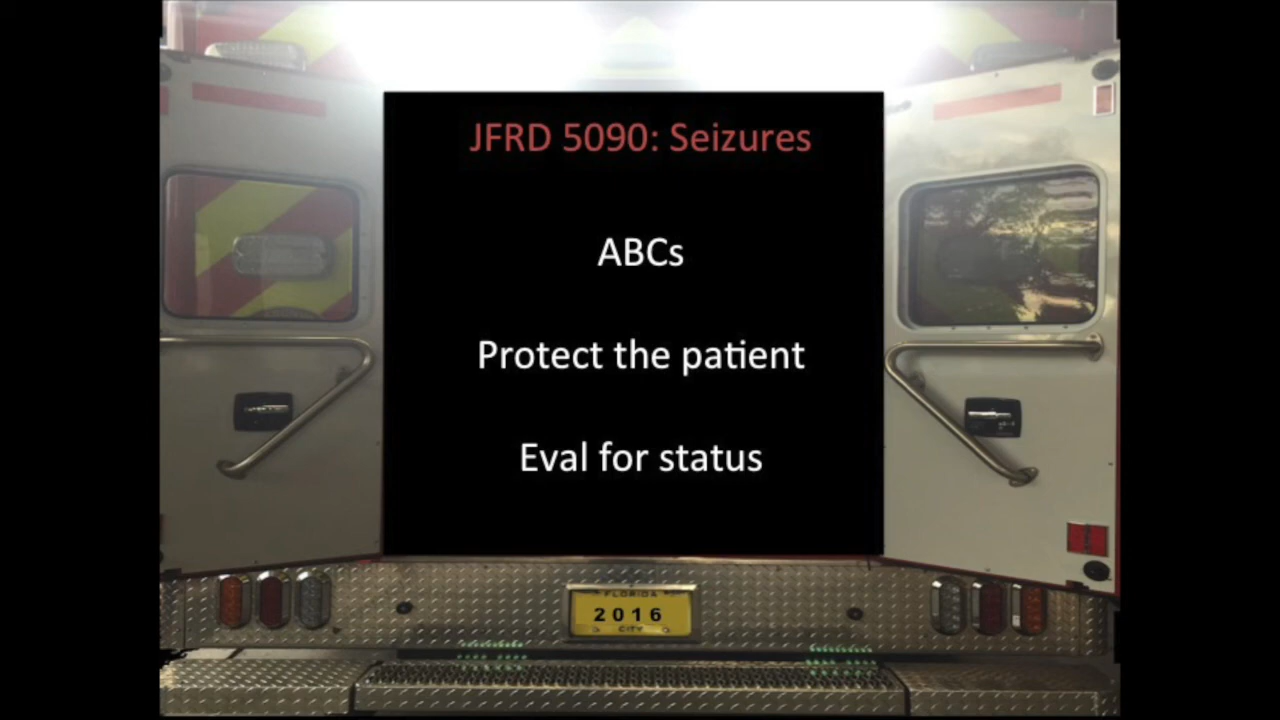 JFRD 5090: Seizures
ABCs
Protect the patient
Eval for status
FLORIDA
2016
CITY